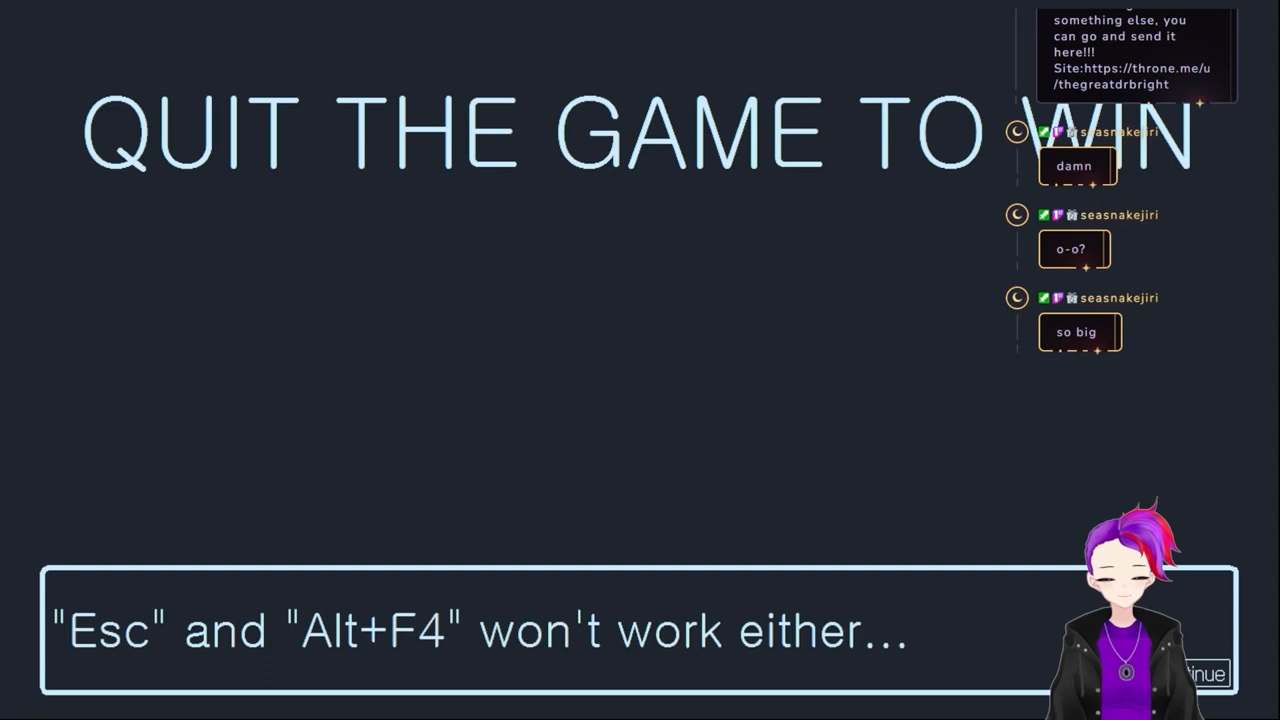 something else, you
can go and send it
here!!!
Site:https://throne.me/u
/thegreatdrbright
QUIT THE GAME TO WIN
seasnakejiri
damn
seasnakejiri
o-o?
seasnakejiri
so big
"Esc" and "Alt+F4" won't work either...